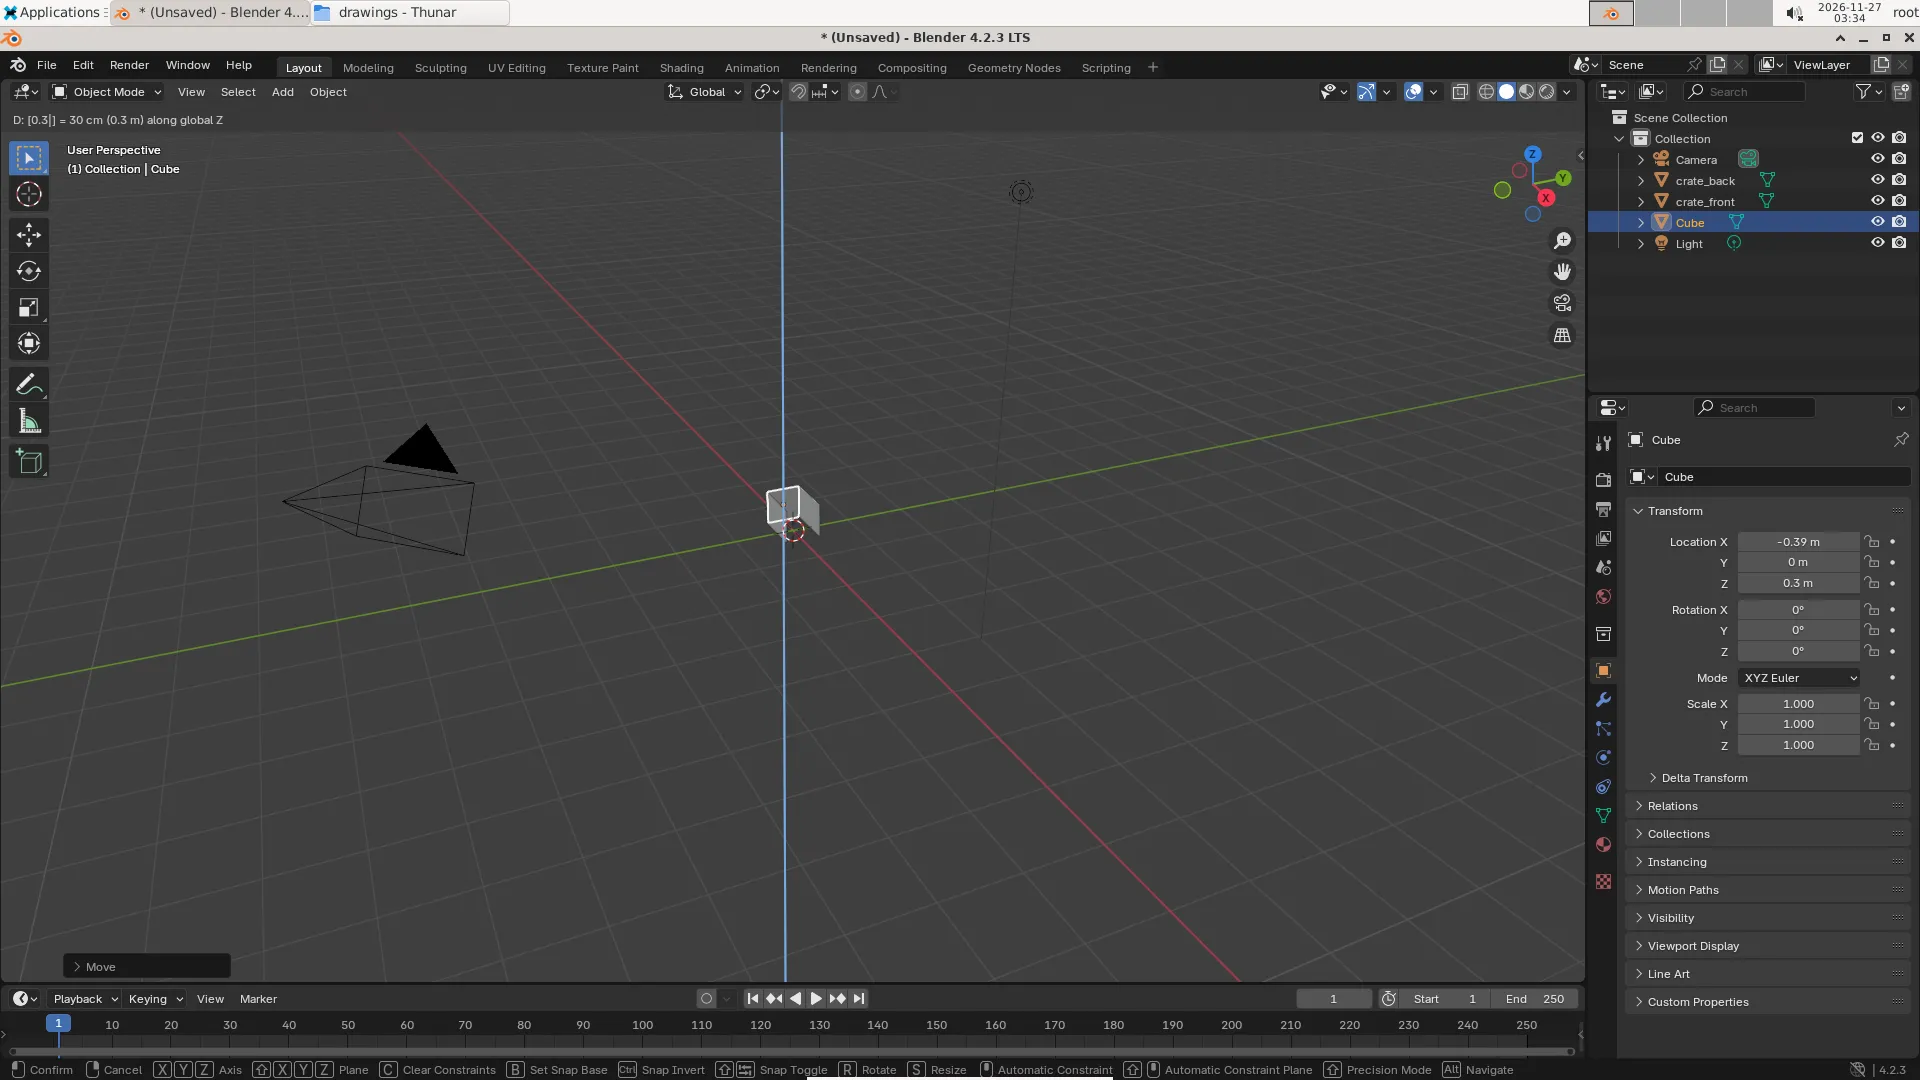 Applications
* (Unsaved) - Blender 4....
drawings - Thunar
2026-11-27
03:34
root
* (Unsaved) - Blender 4.2.3 LTS
File Edit Render Window Help
Layout Modeling Sculpting UV Editing Texture Paint Shading Animation Rendering Compositing Geometry Nodes Scripting
Scene
ViewLayer
Object Mode View Select Add Object
Global
Search
D: [0.3|] = 30 cm (0.3 m) along global Z
User Perspective
(1) Collection | Cube
Z
Y
X
Scene Collection
Collection
Camera
crate_back
crate_front
Cube
Light
Search
Cube
Cube
Transform
Location X -0.39 m
Y 0 m
Z 0.3 m
Rotation X 0°
Y 0°
Z 0°
Mode XYZ Euler
Scale X 1.000
Y 1.000
Z 1.000
Delta Transform
Relations
Collections
Instancing
Motion Paths
Visibility
Viewport Display
Line Art
Custom Properties
Move
Playback Keying View Marker
1
Start 1
End 250
1 10 20 30 40 50 60 70 80 90 100 110 120 130 140 150 160 170 180 190 200 210 220 230 240 250
Confirm Cancel X Y Z Axis X Y Z Plane C Clear Constraints B Set Snap Base Ctrl Snap Invert Snap Toggle R Rotate S Resize Automatic Constraint Automatic Constraint Plane Precision Mode Alt Navigate
4.2.3